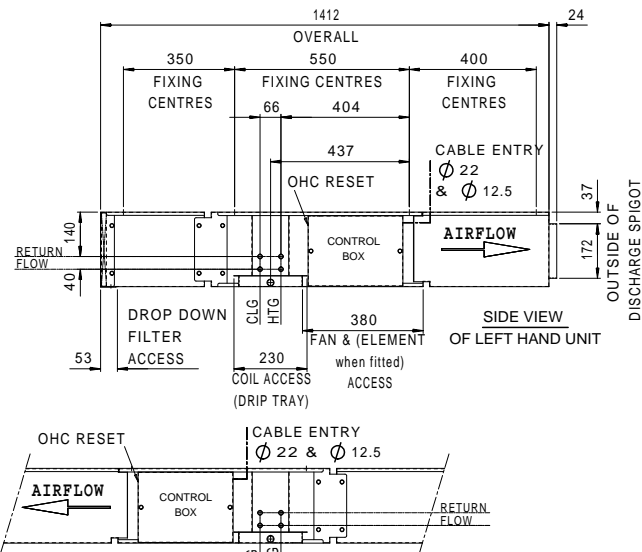 1412
24
OVERALL
350
550
400
FIXING CENTRES
FIXING CENTRES
FIXING CENTRES
66
404
437
CABLE ENTRY
Ø 22
& Ø 12.5
OHC RESET
37
140
AIRFLOW
CONTROL BOX
172
OUTSIDE OF DISCHARGE SPIGOT
RETURN
FLOW
40
CLG
HTG
DROP DOWN
FILTER
ACCESS
53
230
COIL ACCESS
(DRIP TRAY)
380
FAN & (ELEMENT
when fitted)
ACCESS
SIDE VIEW
OF LEFT HAND UNIT
OHC RESET
CABLE ENTRY
Ø 22 & Ø 12.5
AIRFLOW
CONTROL
BOX
RETURN
FLOW